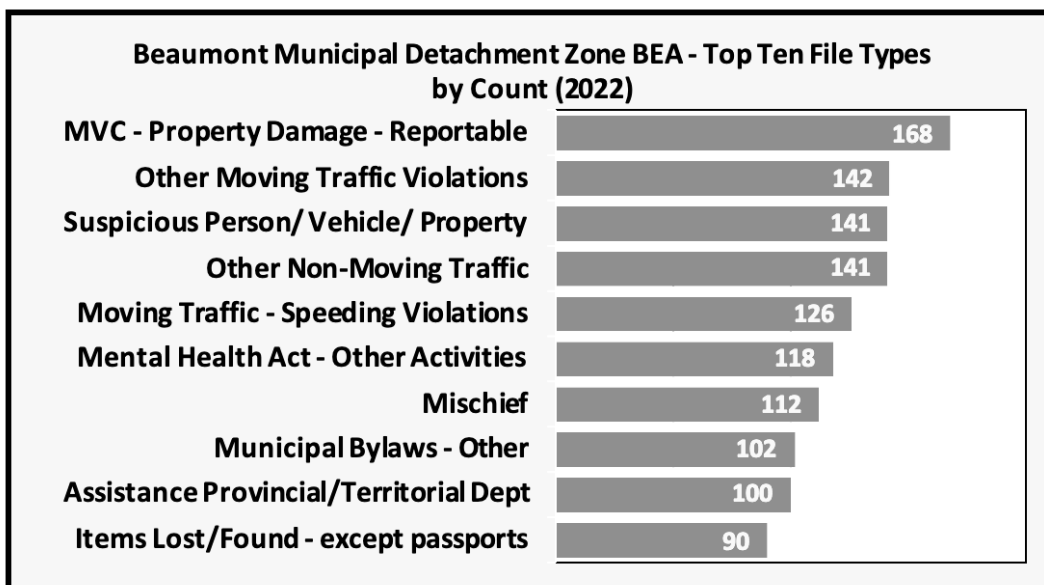 Beaumont Municipal Detachment Zone BEA - Top Ten File Types
by Count (2022)
MVC - Property Damage - Reportable 168
Other Moving Traffic Violations 142
Suspicious Person/ Vehicle/ Property 141
Other Non-Moving Traffic 141
Moving Traffic - Speeding Violations 126
Mental Health Act - Other Activities 118
Mischief 112
Municipal Bylaws - Other 102
Assistance Provincial/Territorial Dept 100
Items Lost/Found - except passports 90